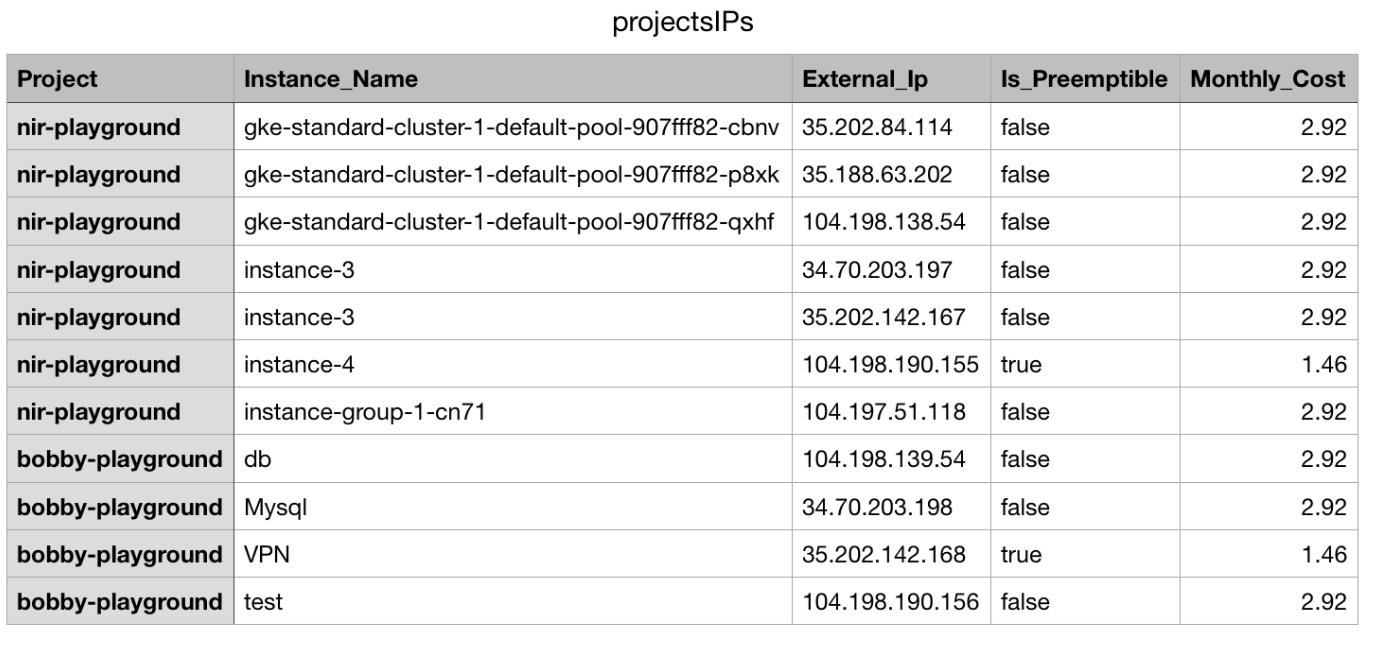 projectsIPs
Project Instance_Name External_Ip Is_Preemptible Monthly_Cost
nir-playground gke-standard-cluster-1-default-pool-907fff82-cbnv 35.202.84.114 false 2.92
nir-playground gke-standard-cluster-1-default-pool-907fff82-p8xk 35.188.63.202 false 2.92
nir-playground gke-standard-cluster-1-default-pool-907fff82-qxhf 104.198.138.54 false 2.92
nir-playground instance-3 34.70.203.197 false 2.92
nir-playground instance-3 35.202.142.167 false 2.92
nir-playground instance-4 104.198.190.155 true 1.46
nir-playground instance-group-1-cn71 104.197.51.118 false 2.92
bobby-playground db 104.198.139.54 false 2.92
bobby-playground Mysql 34.70.203.198 false 2.92
bobby-playground VPN 35.202.142.168 true 1.46
bobby-playground test 104.198.190.156 false 2.92